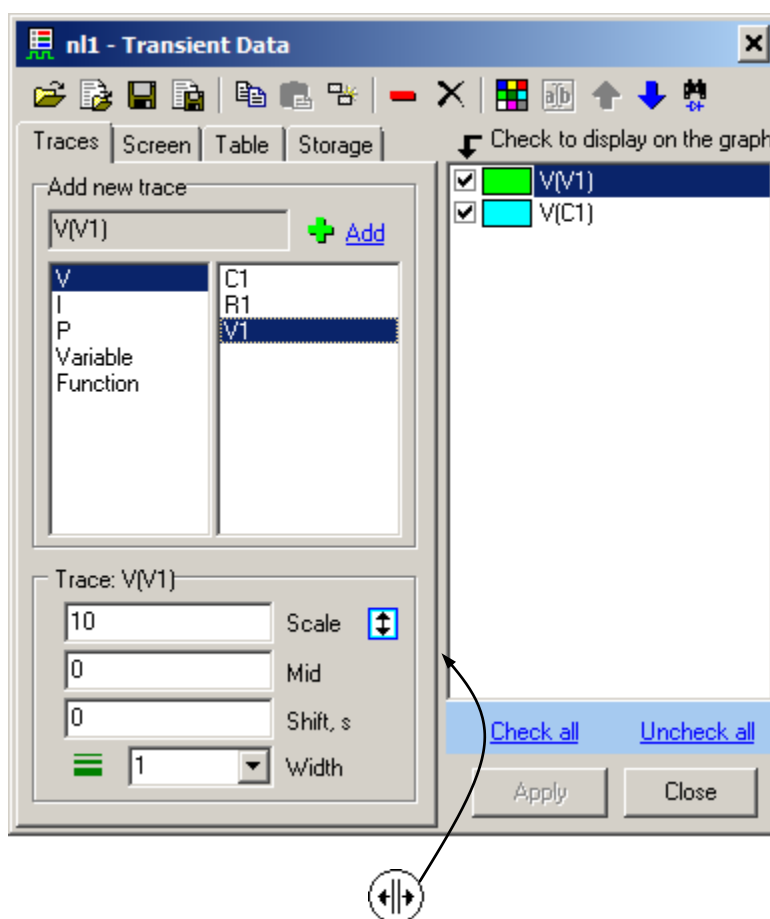 nl1 - Transient Data
Traces Screen Table Storage
Check to display on the graph
Add new trace
V(V1)
Add
V
I
P
Variable
Function
C1
R1
V1
V(V1)
V(C1)
Trace: V(V1)
10 Scale
0 Mid
0 Shift, s
1 Width
Check all Uncheck all
Apply Close